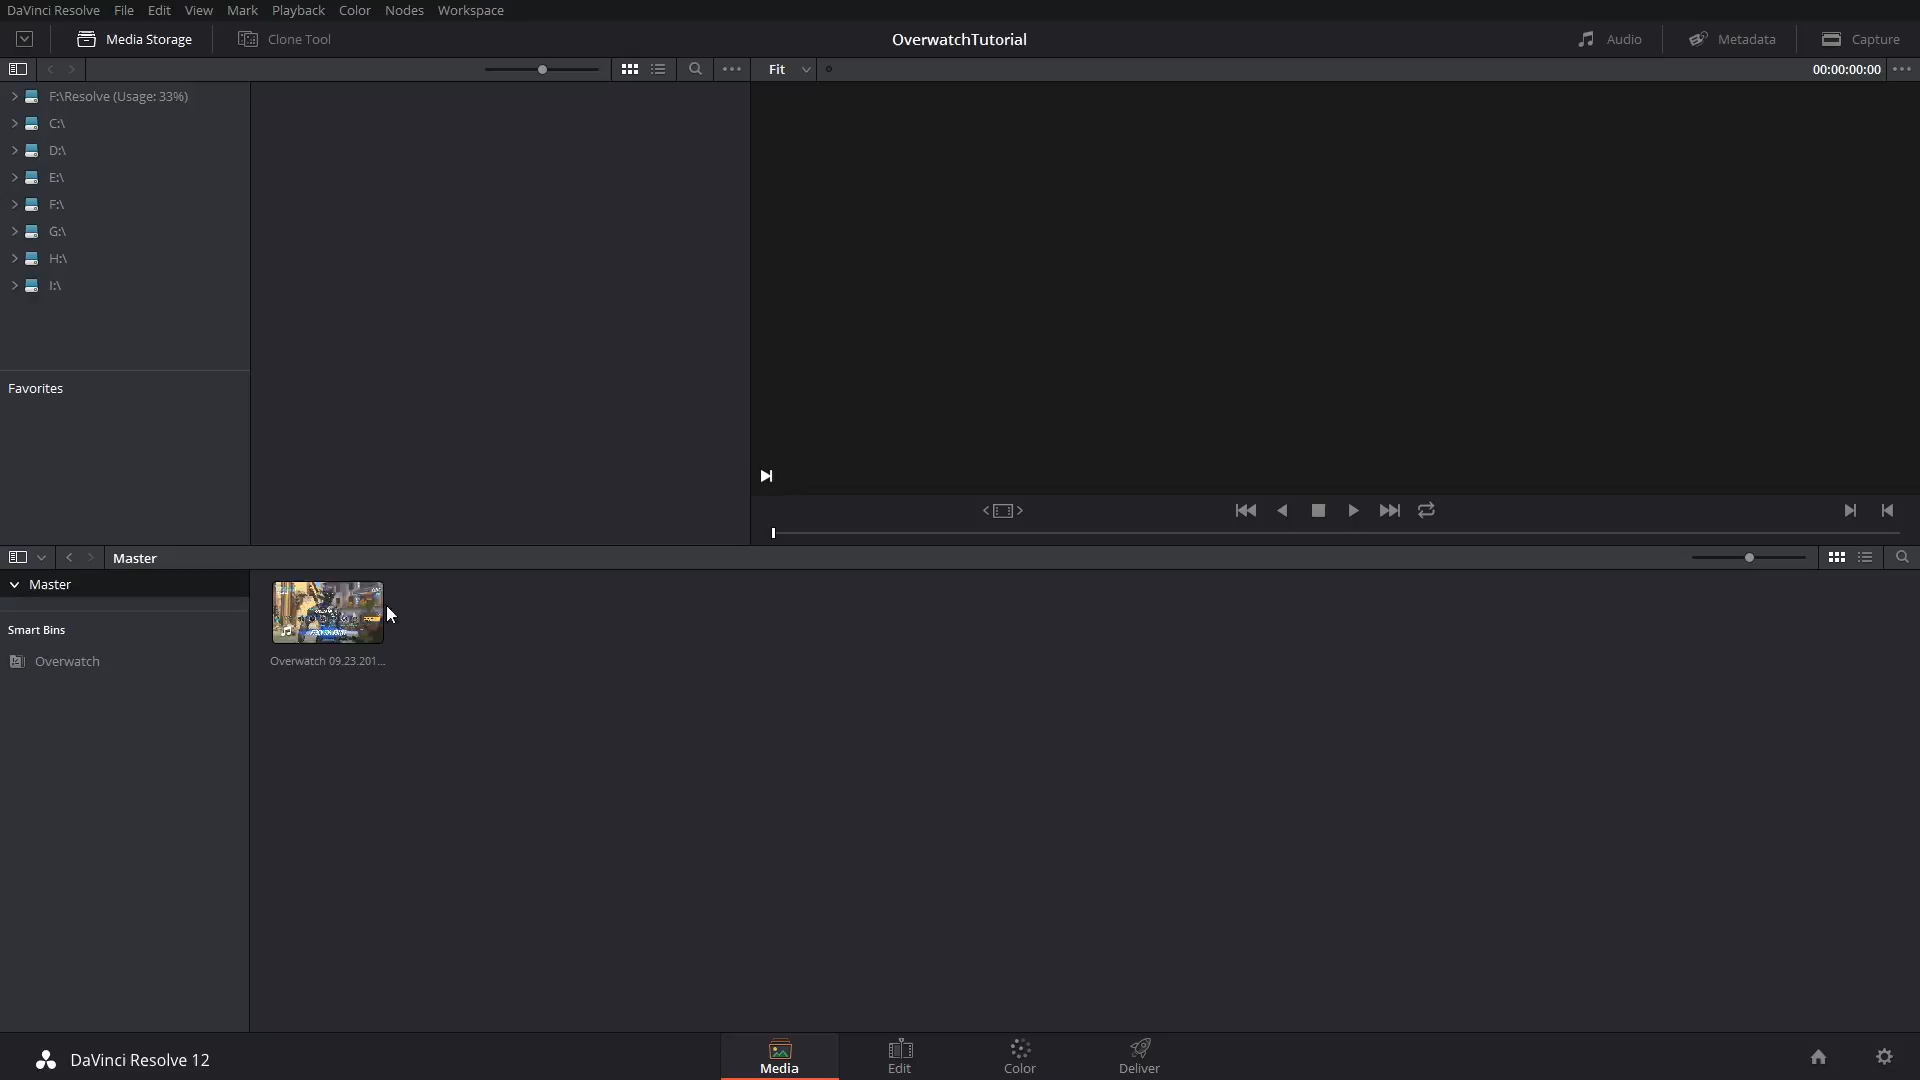 DaVinci Resolve File Edit View Mark Playback Color Nodes Workspace
Media Storage Clone Tool OverwatchTutorial Audio Metadata Capture
Fit 00:00:00:00
F:\Resolve (Usage: 33%)
C:\
D:\
E:\
F:\
G:\
H:\
I:\
Favorites
Master
Master
Smart Bins
Overwatch
Overwatch 09.23.201...
DaVinci Resolve 12
Media Edit Color Deliver